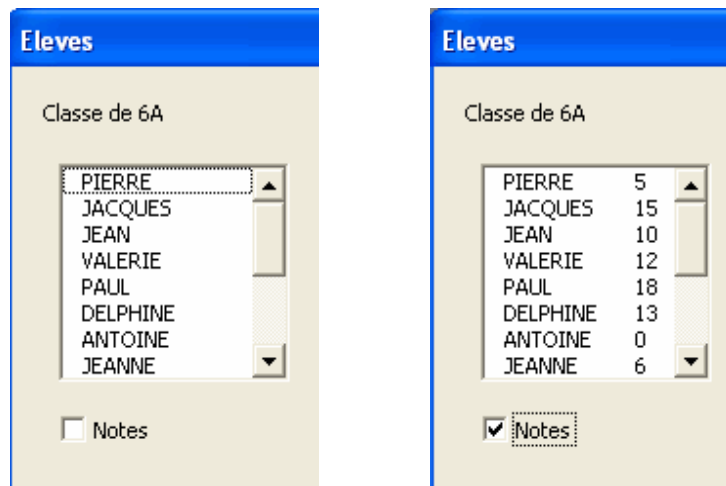 Eleves
Classe de 6A
PIERRE
JACQUES
JEAN
VALERIE
PAUL
DELPHINE
ANTOINE
JEANNE
Notes
Eleves
Classe de 6A
PIERRE 5
JACQUES 15
JEAN 10
VALERIE 12
PAUL 18
DELPHINE 13
ANTOINE 0
JEANNE 6
Notes